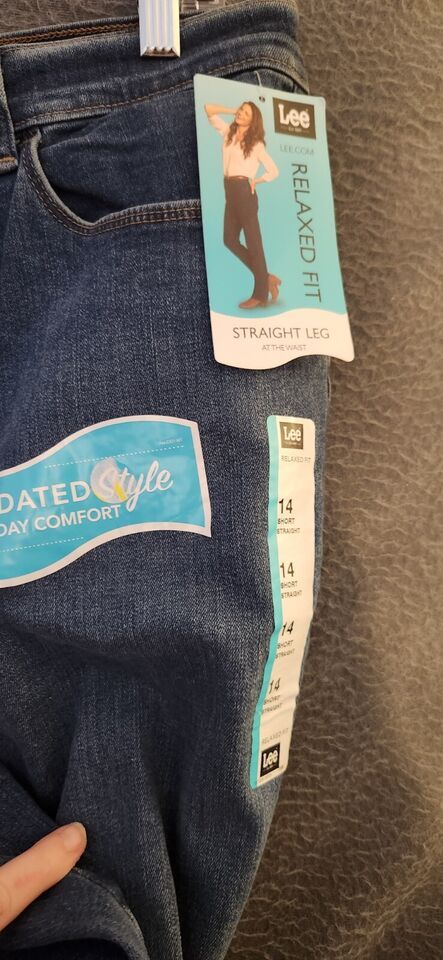 Lee
LEE.COM
RELAXED FIT
STRAIGHT LEG
AT THE WAIST
DATED Style
DAY COMFORT
Lee
RELAXED FIT
14
SHORT
STRAIGHT
14
SHORT
STRAIGHT
14
SHORT
STRAIGHT
14
SHORT
STRAIGHT
RELAXED FIT
Lee